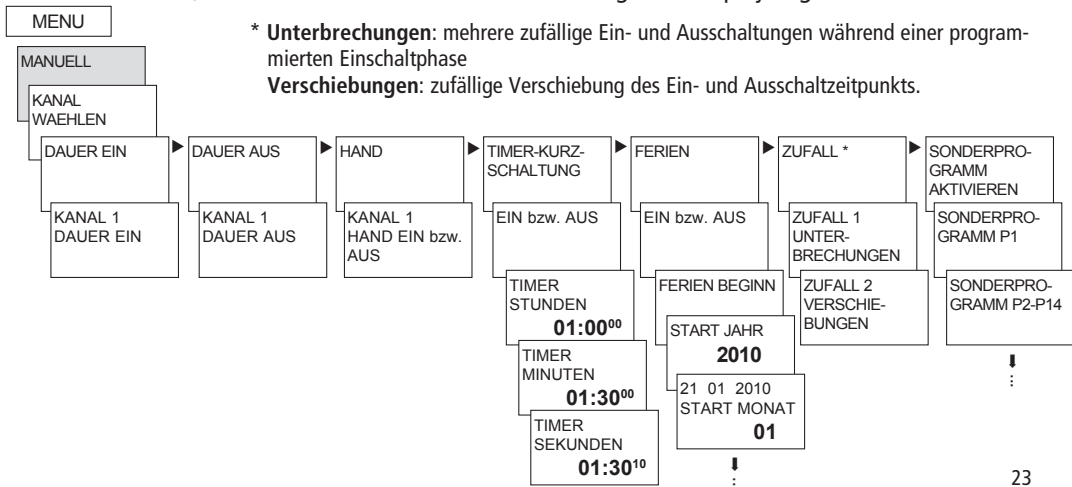 MENU
* Unterbrechungen: mehrere zufällige Ein- und Ausschaltungen während einer program-
mierten Einschaltphase
Verschiebungen: zufällige Verschiebung des Ein- und Ausschaltzeitpunkts.
MANUELL
KANAL
WAEHLEN
DAUER EIN
KANAL 1
DAUER EIN
DAUER AUS
KANAL 1
DAUER AUS
HAND
KANAL 1
HAND EIN bzw.
AUS
TIMER-KURZ-
SCHALTUNG
EIN bzw. AUS
TIMER
STUNDEN
01:00⁰⁰
TIMER
MINUTEN
01:30⁰⁰
TIMER
SEKUNDEN
01:30¹⁰
FERIEN
EIN bzw. AUS
FERIEN BEGINN
START JAHR
2010
21 01 2010
START MONAT
01
ZUFALL *
ZUFALL 1
UNTER-
BRECHUNGEN
ZUFALL 2
VERSCHIE-
BUNGEN
SONDERPRO-
GRAMM
AKTIVIEREN
SONDERPRO-
GRAMM P1
SONDERPRO-
GRAMM P2-P14
23